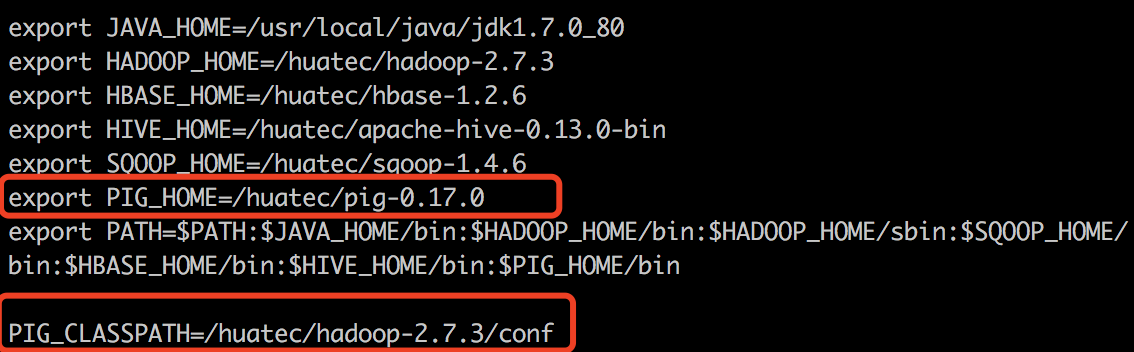 export JAVA_HOME=/usr/local/java/jdk1.7.0_80
export HADOOP_HOME=/huatec/hadoop-2.7.3
export HBASE_HOME=/huatec/hbase-1.2.6
export HIVE_HOME=/huatec/apache-hive-0.13.0-bin
export SQOOP_HOME=/huatec/sqoop-1.4.6
export PIG_HOME=/huatec/pig-0.17.0
export PATH=$PATH:$JAVA_HOME/bin:$HADOOP_HOME/bin:$HADOOP_HOME/sbin:$SQOOP_HOME/
bin:$HBASE_HOME/bin:$HIVE_HOME/bin:$PIG_HOME/bin
PIG_CLASSPATH=/huatec/hadoop-2.7.3/conf